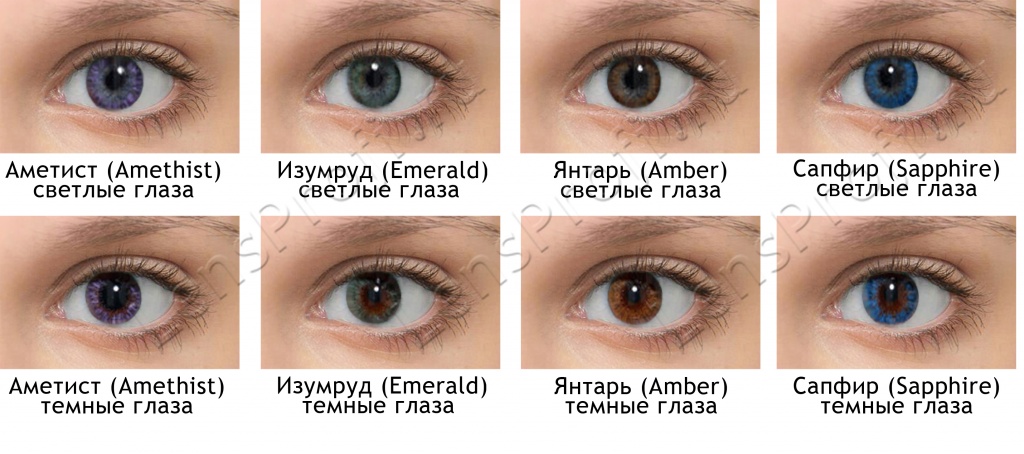 Аметист (Amethist)
светлые глаза
Изумруд (Emerald)
светлые глаза
Янтарь (Amber)
светлые глаза
Сапфир (Sapphire)
светлые глаза
Аметист (Amethist)
темные глаза
Изумруд (Emerald)
темные глаза
Янтарь (Amber)
темные глаза
Сапфир (Sapphire)
темные глаза